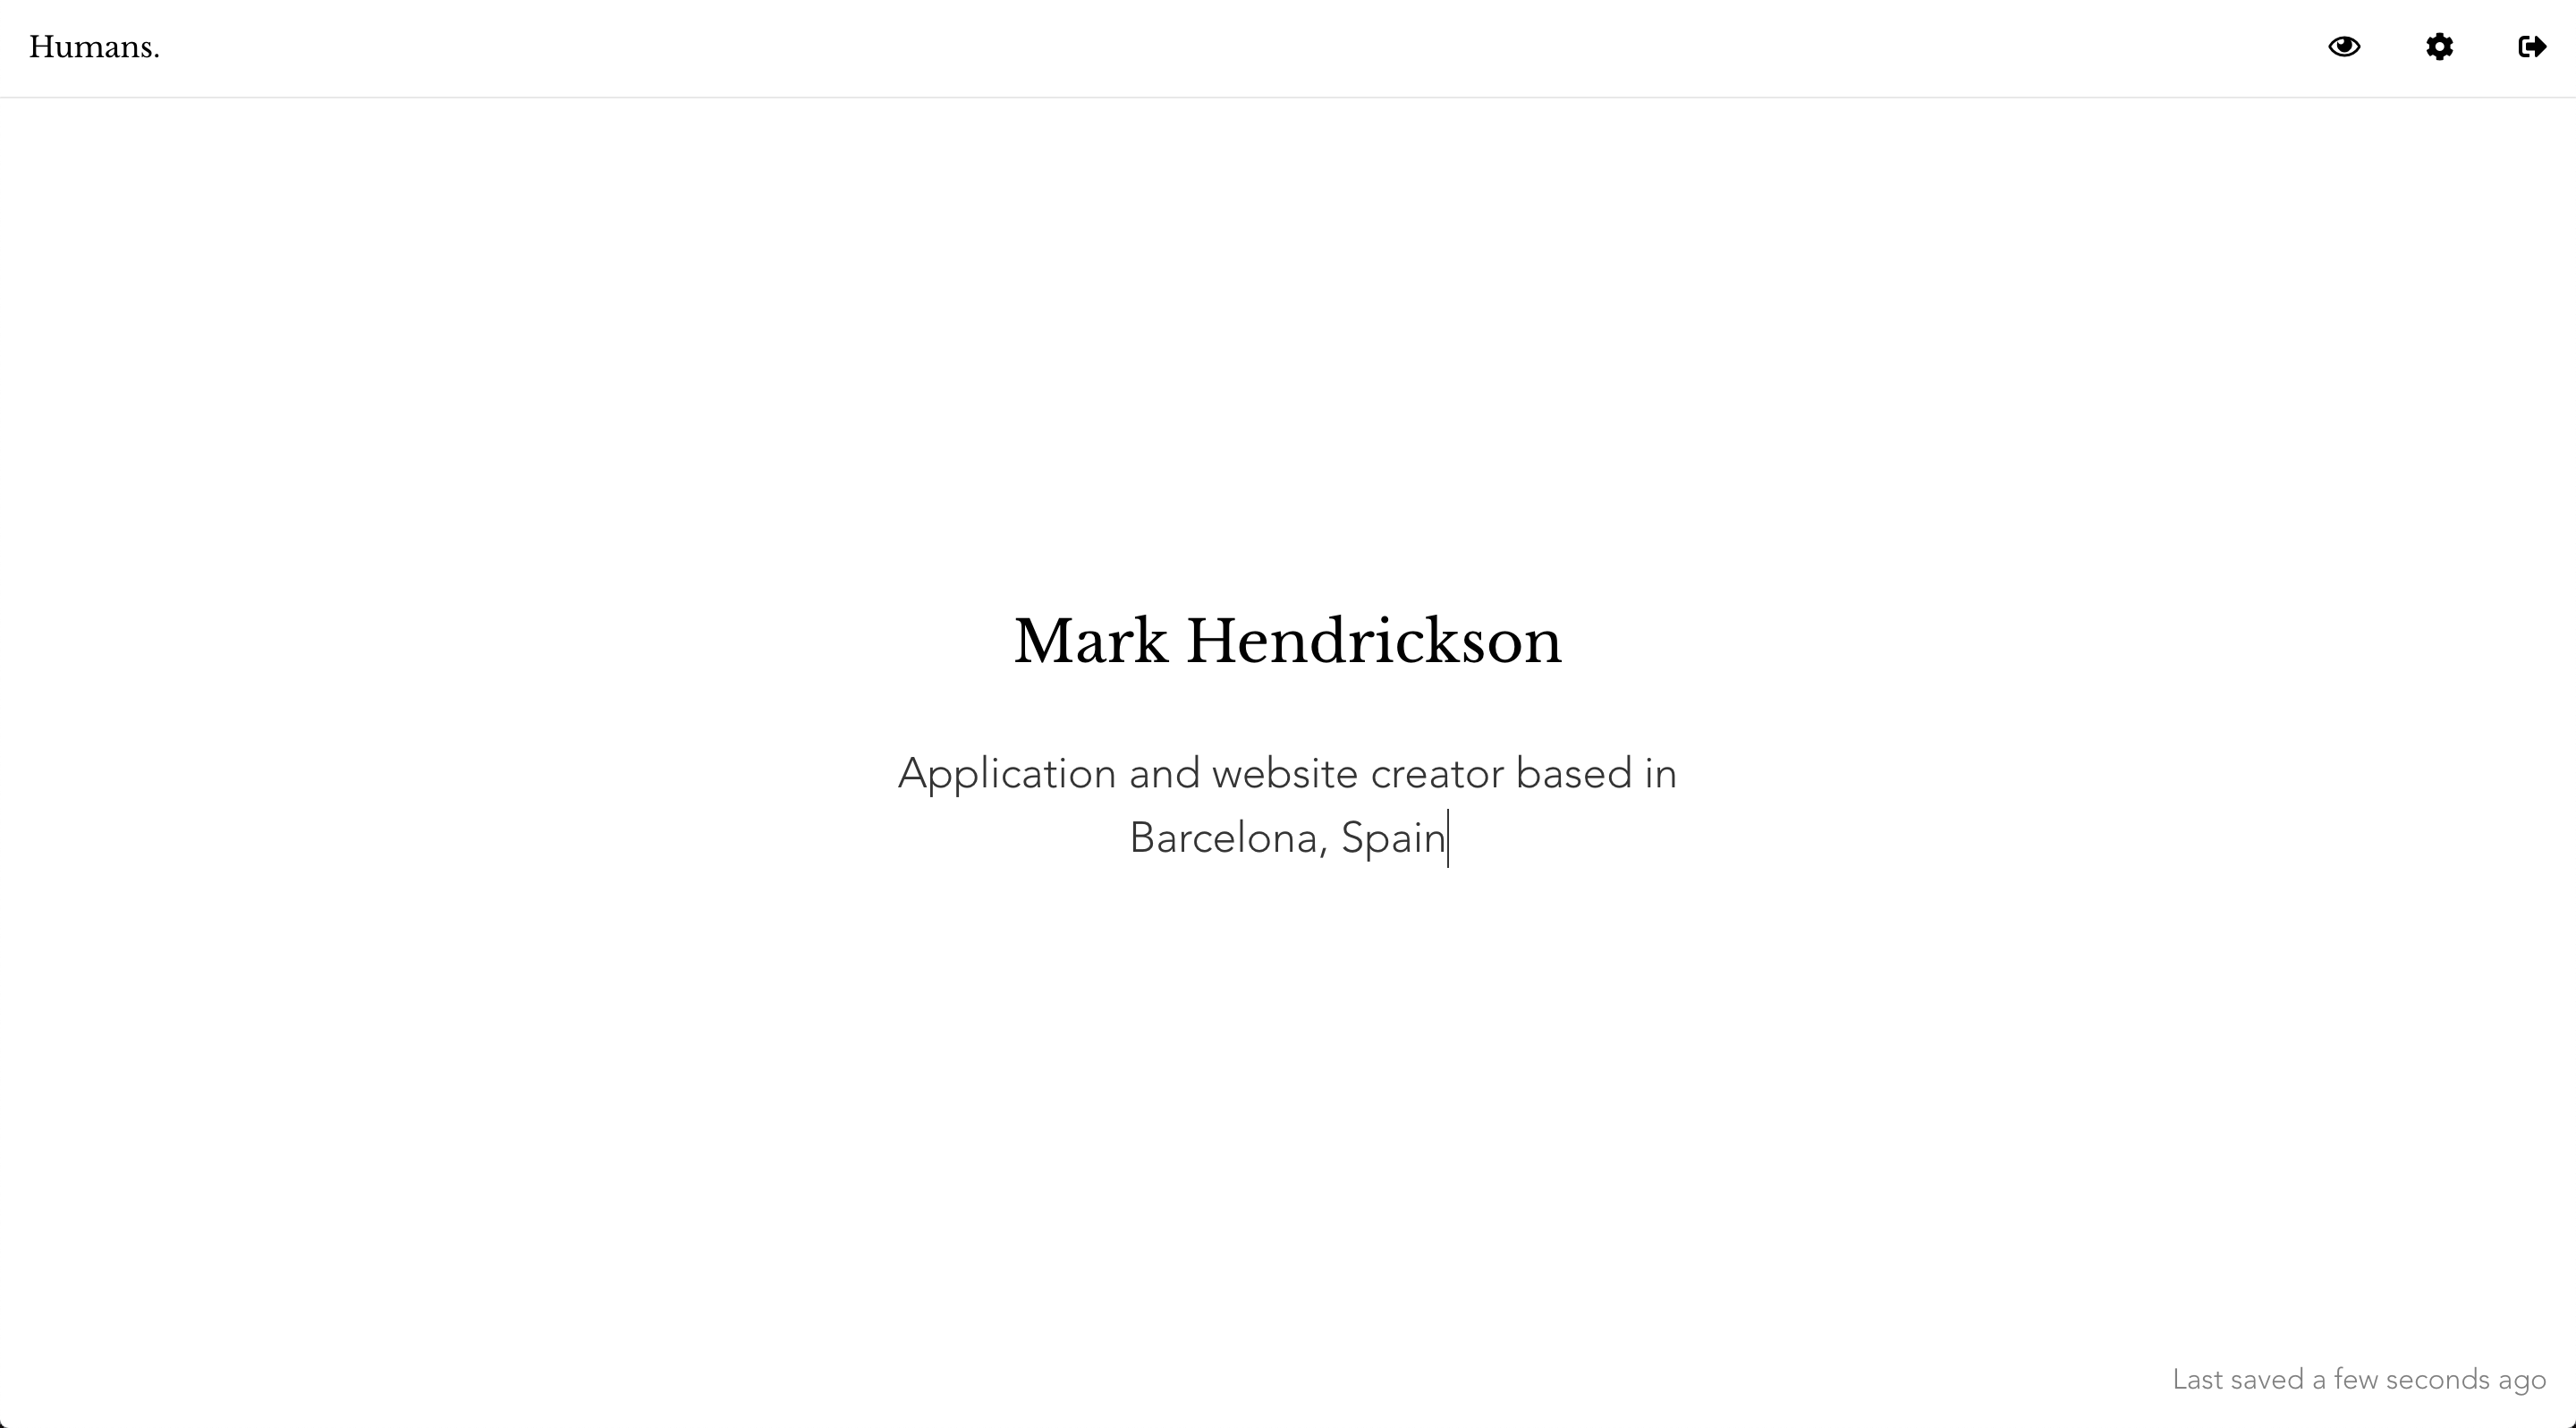 Humans.
Mark Hendrickson
Application and website creator based in
Barcelona, Spain
Last saved a few seconds ago